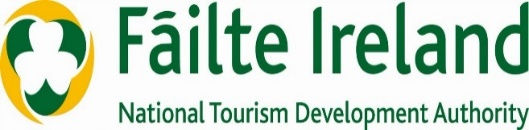 Fáilte Ireland
National Tourism Development Authority